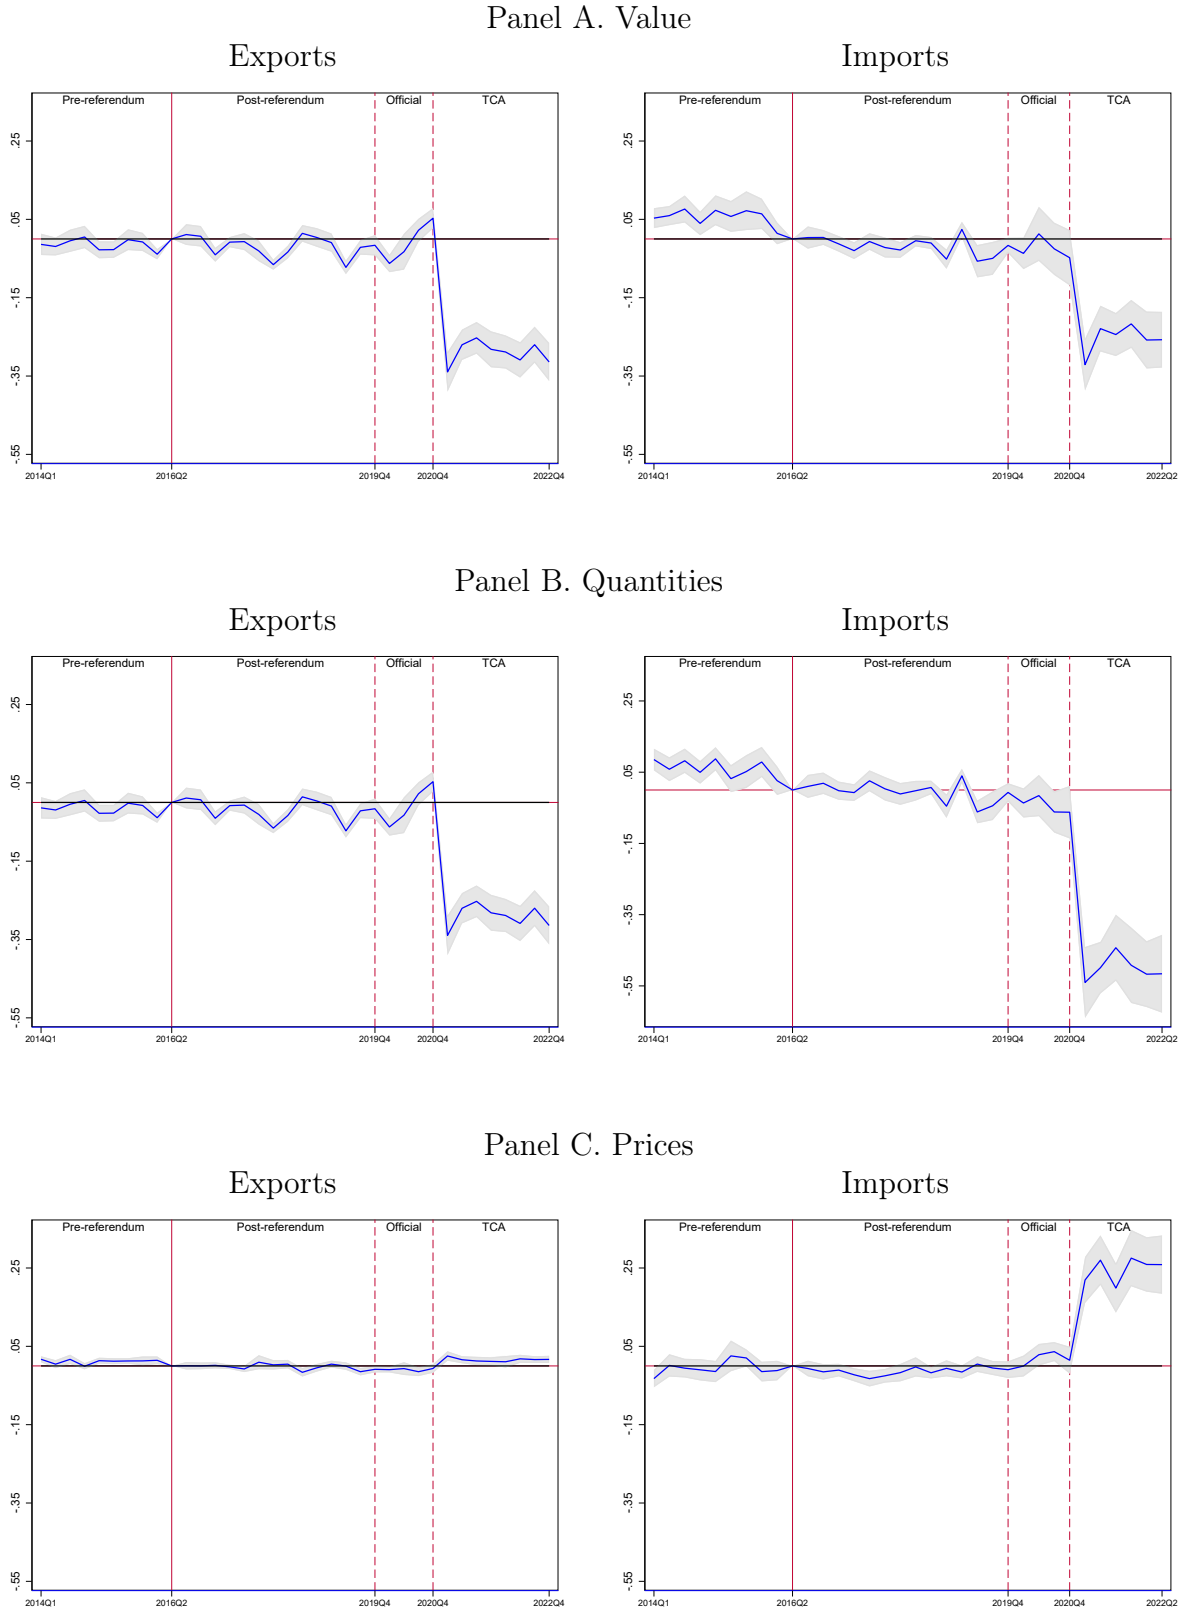 Panel A. Value
Exports
Imports
Pre-referendum Post-referendum Official TCA
.25
.05
-.15
-.35
-.55
2014Q1 2016Q2 2019Q4 2020Q4 2022Q4
Pre-referendum Post-referendum Official TCA
.25
.05
-.15
-.35
-.55
2014Q1 2016Q2 2019Q4 2020Q4 2022Q2
Panel B. Quantities
Exports
Imports
Pre-referendum Post-referendum Official TCA
.25
.05
-.15
-.35
-.55
2014Q1 2016Q2 2019Q4 2020Q4 2022Q4
Pre-referendum Post-referendum Official TCA
.25
.05
-.15
-.35
-.55
2014Q1 2016Q2 2019Q4 2020Q4 2022Q2
Panel C. Prices
Exports
Imports
Pre-referendum Post-referendum Official TCA
.25
.05
-.15
-.35
-.55
2014Q1 2016Q2 2019Q4 2020Q4 2022Q4
Pre-referendum Post-referendum Official TCA
.25
.05
-.15
-.35
-.55
2014Q1 2016Q2 2019Q4 2020Q4 2022Q2